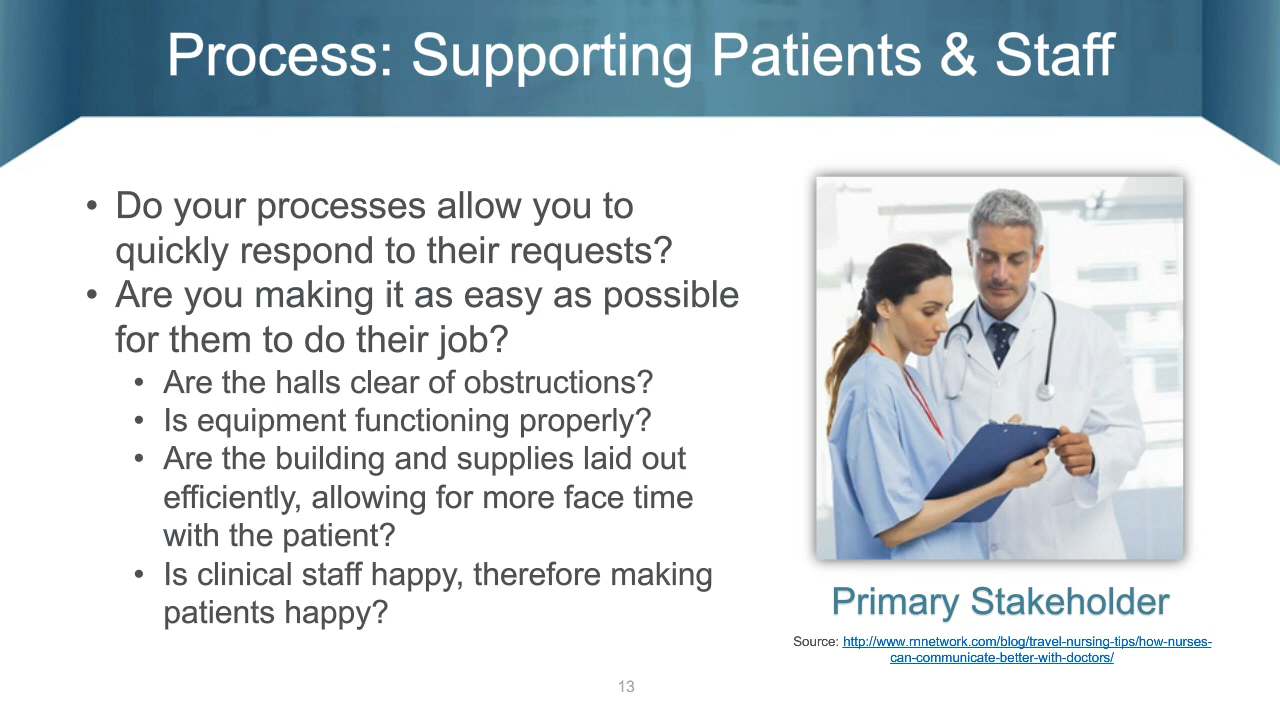 Process: Supporting Patients & Staff
• Do your processes allow you to
quickly respond to their requests?
• Are you making it as easy as possible
for them to do their job?
• Are the halls clear of obstructions?
• Is equipment functioning properly?
• Are the building and supplies laid out
efficiently, allowing for more face time
with the patient?
• Is clinical staff happy, therefore making
patients happy?
Primary Stakeholder
Source: http://www.rnnetwork.com/blog/travel-nursing-tips/how-nurses-
can-communicate-better-with-doctors/
13